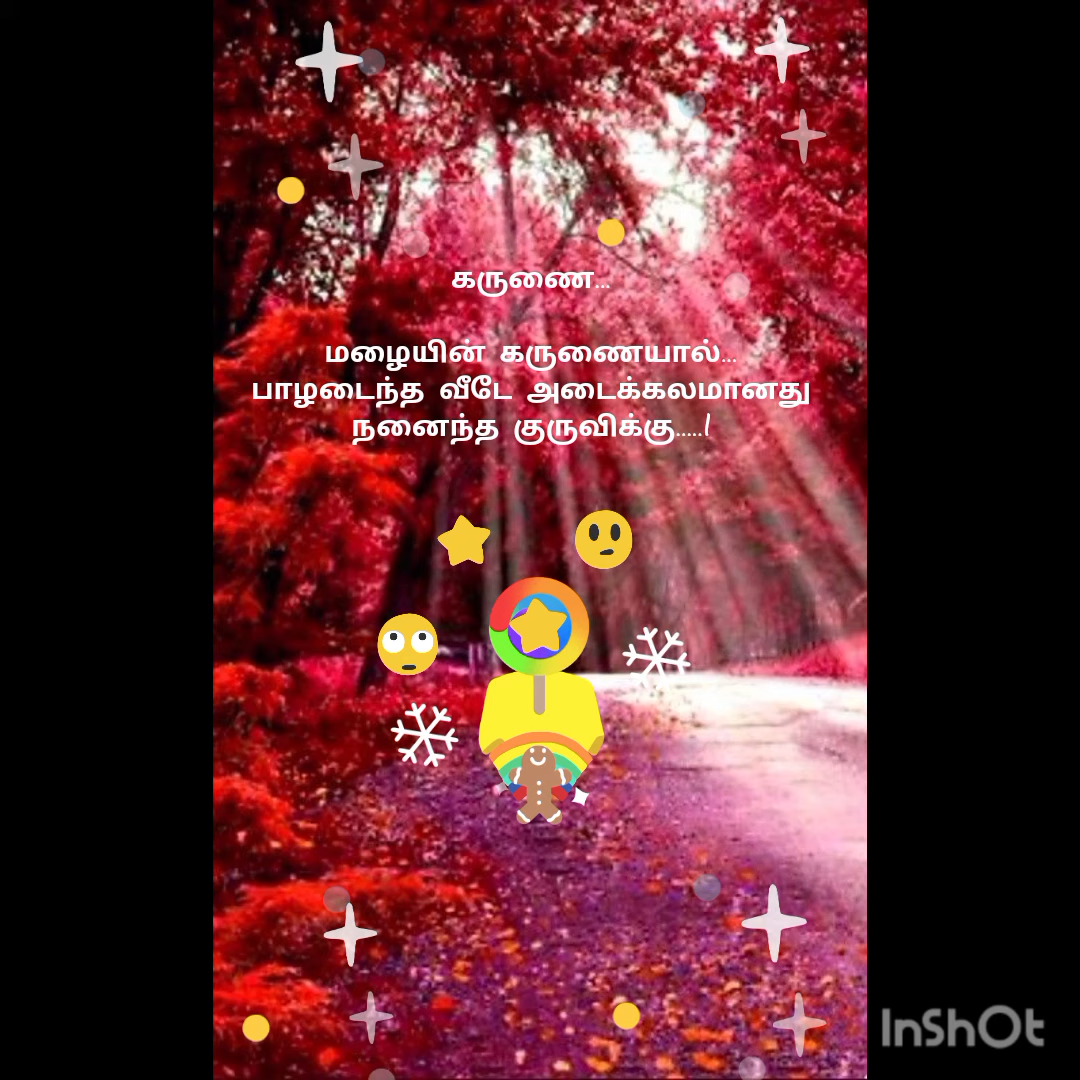 கருணை...
மழையின் கருணையால்...
பாழடைந்த வீடே அடைக்கலமானது
நனைந்த குருவிக்கு.....!
InShOt